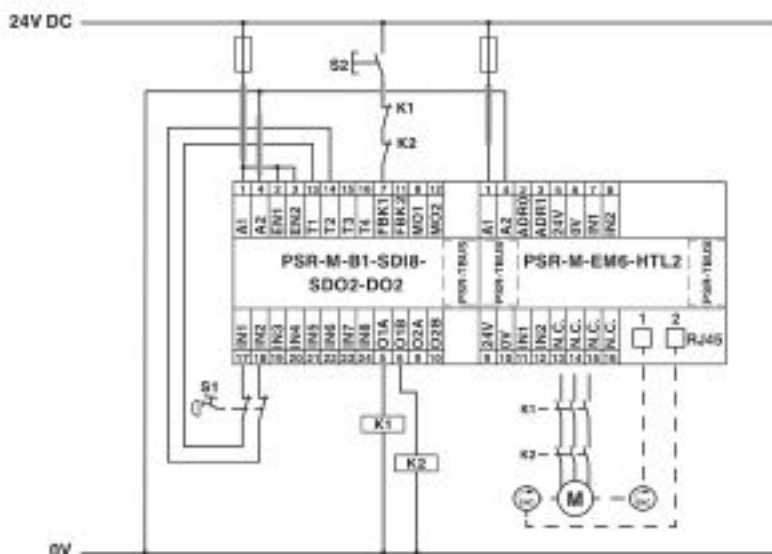 24V DC
S2
K1
K2
1 4 2 3 13 14 15 16 7 11 8 12
A1 A2 EN1 EN2 T1 T2 T3 T4 FBK1 FBK2 MO1 MO2
1 4 2 3 5 6 7 8
A1 A2 ADR0 ADR1 24V 0V IN1 IN2
PSR-M-B1-SDI8-
SDO2-DO2
PSR-TBUS
PSR-TBUS
PSR-M-EM6-HTL2
PSR-TBUS
IN1 IN2 IN3 IN4 IN5 IN6 IN7 IN8 O1A O1B O2A O2B
17 18 19 20 21 22 23 24 5 6 9 10
24V 0V IN1 IN2 N.C. N.C. N.C. N.C.
9 10 11 12 13 14 15 16
1 2
RJ45
S1
K1
K2
K1
K2
M
0V